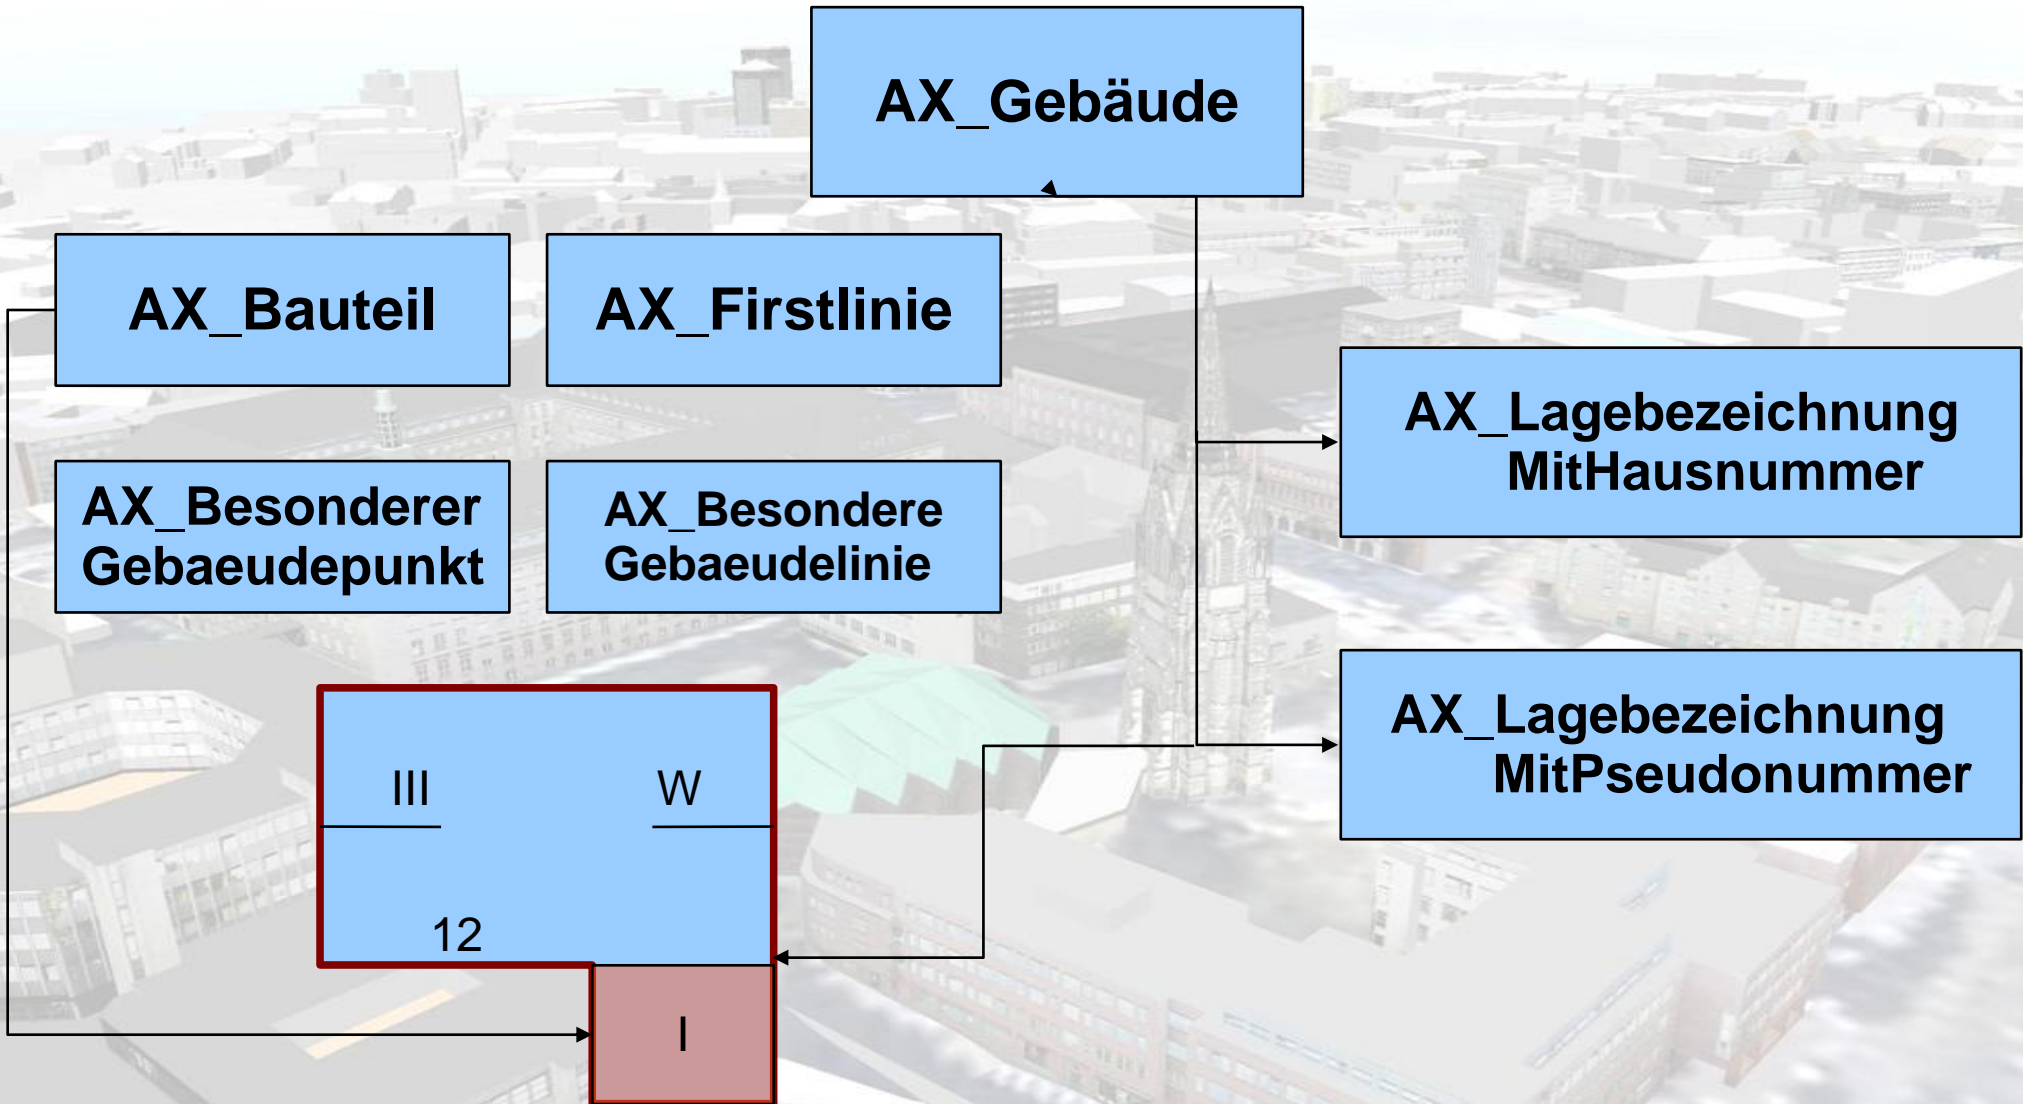 AX_Gebäude
AX_Bauteil
AX_Firstlinie
AX_Lagebezeichnung
MitHausnummer
AX_Besonderer
Gebaeudepunkt
AX_Besondere
Gebaeudelinie
AX_Lagebezeichnung
MitPseudonummer
III
W
12
I